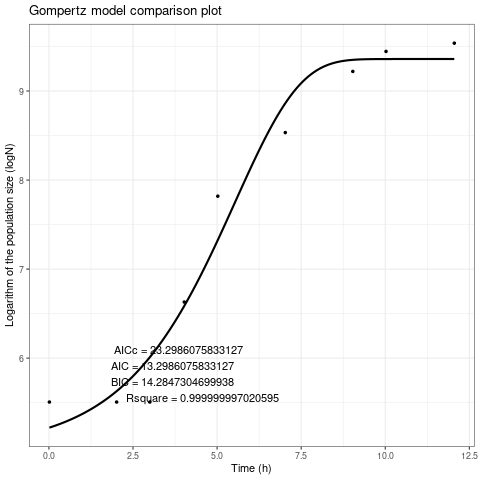 Gompertz model comparison plot
Logarithm of the population size (logN)
9
8
7
6
AICc = 23.2986075833127
AIC = 13.2986075833127
BIC = 14.2847304699938
Rsquare = 0.999999997020595
0.0 2.5 5.0 7.5 10.0 12.5
Time (h)